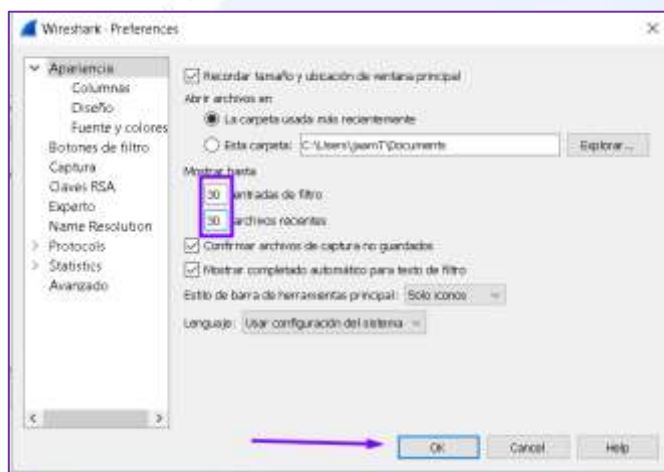 Wireshark · Preferences
Apariencia
Columnas
Diseño
Fuente y colores
Botones de filtro
Captura
Claves RSA
Experto
Name Resolution
Protocols
Statistics
Avanzado
Recordar tamaño y ubicación de ventana principal
Abrir archivos en
La carpeta usada más recientemente
Esta carpeta: Documents Explorar...
Mostrar hasta
30 entradas de filtro
30 archivos recientes
Confirmar archivos de captura no guardados
Mostrar completado automático para texto de filtro
Estilo de barra de herramientas principal: Solo iconos
Lenguaje: Usar configuración del sistema
OK Cancel Help